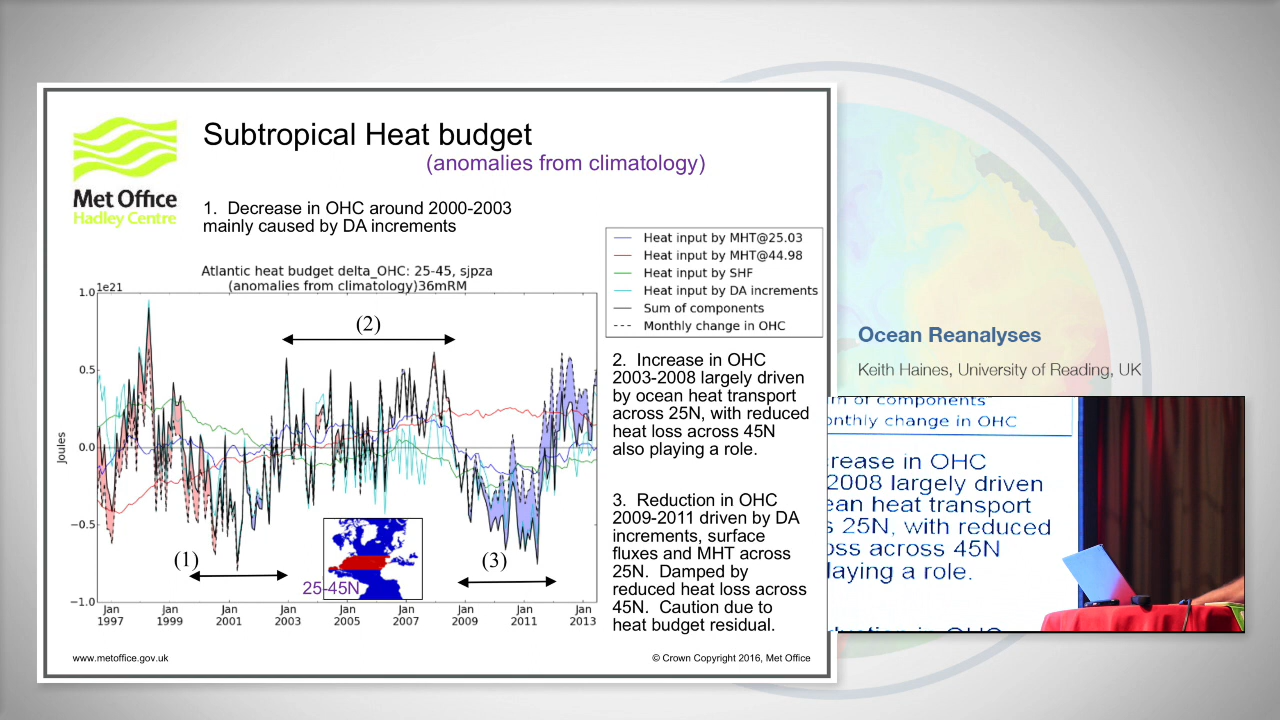 Subtropical Heat budget
(anomalies from climatology)
Met Office
Hadley Centre
1. Decrease in OHC around 2000-2003
mainly caused by DA increments
Heat input by MHT@25.03
Heat input by MHT@44.98
Heat input by SHF
Heat input by DA increments
Sum of components
Monthly change in OHC
Atlantic heat budget delta_OHC: 25-45, sjpza
(anomalies from climatology)36mRM
1e21
1.0
0.5
0.0
−0.5
−1.0
Joules
(2)
(1)
(3)
25-45N
Jan Jan Jan Jan Jan Jan Jan Jan Jan
1997 1999 2001 2003 2005 2007 2009 2011 2013
2. Increase in OHC
2003-2008 largely driven
by ocean heat transport
across 25N, with reduced
heat loss across 45N
also playing a role.
3. Reduction in OHC
2009-2011 driven by DA
increments, surface
fluxes and MHT across
25N. Damped by
reduced heat loss across
45N. Caution due to
heat budget residual.
www.metoffice.gov.uk
© Crown Copyright 2016, Met Office
Ocean Reanalyses
Keith Haines, University of Reading, UK
m of components
onthly change in OHC
rease in OHC
2008 largely driven
ean heat transport
s 25N, with reduced
oss across 45N
laying a role.